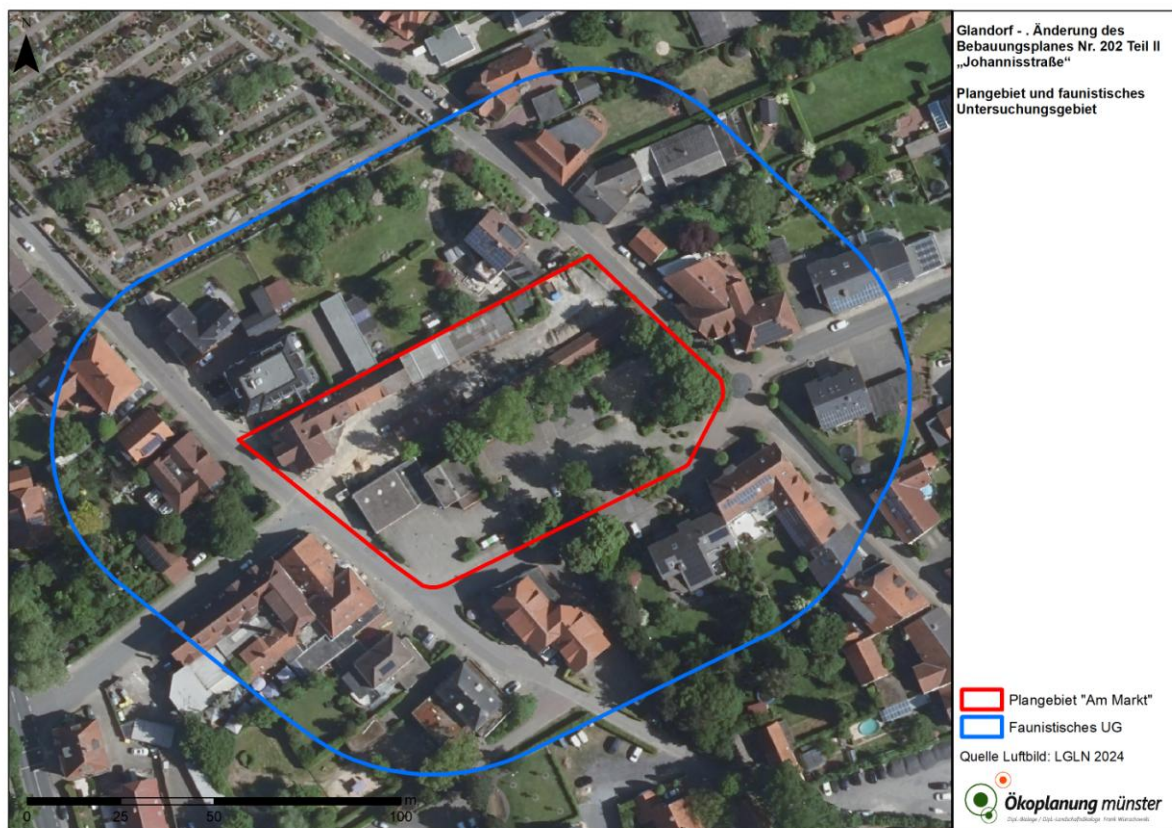 Glandorf - . Änderung des
Bebauungsplanes Nr. 202 Teil II
„Johannisstraße“
Plangebiet und faunistisches
Untersuchungsgebiet
Plangebiet "Am Markt"
Faunistisches UG
Quelle Luftbild: LGLN 2024
Ökoplanung münster
0 25 50 100 m